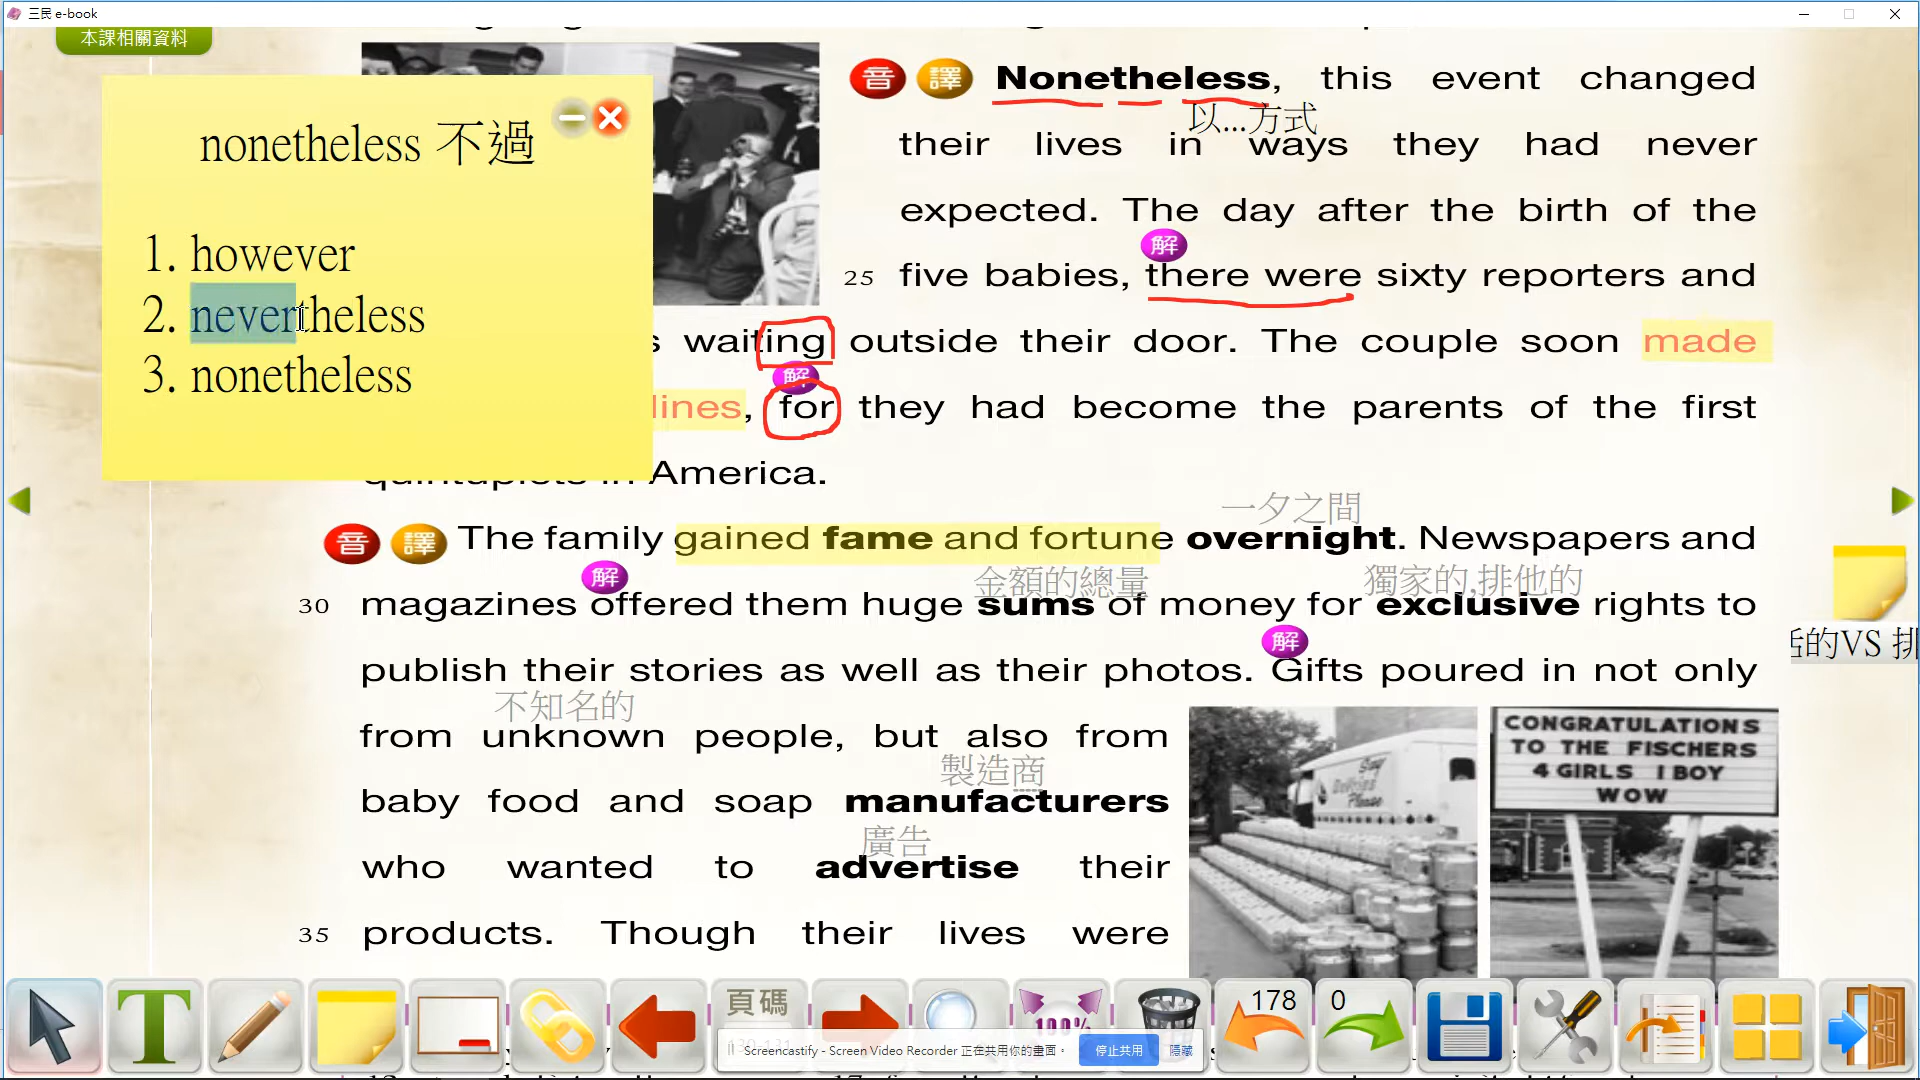 三民 e-book
本課相關資料
音 譯 Nonetheless, this event changed
以...方式
their lives in ways they had never
expected. The day after the birth of the
解
25 five babies, there were sixty reporters and
waiting outside their door. The couple soon made
解
lines, for they had become the parents of the first
quintuplets in America.
nonetheless 不過
1. however
2. nevertheless
3. nonetheless
一夕之間
音 譯 The family gained fame and fortune overnight. Newspapers and
解 金額的總量 獨家的,排他的
30 magazines offered them huge sums of money for exclusive rights to
解
publish their stories as well as their photos. Gifts poured in not only
不知名的
from unknown people, but also from
製造商
baby food and soap manufacturers
廣告
who wanted to advertise their
35 products. Though their lives were
活的VS 排
CONGRATULATIONS
TO THE FISCHERS
4 GIRLS 1 BOY
WOW
T
頁碼
130-131
100%
178
0
Screencastify - Screen Video Recorder 正在共用你的畫面。 停止共用 隱藏